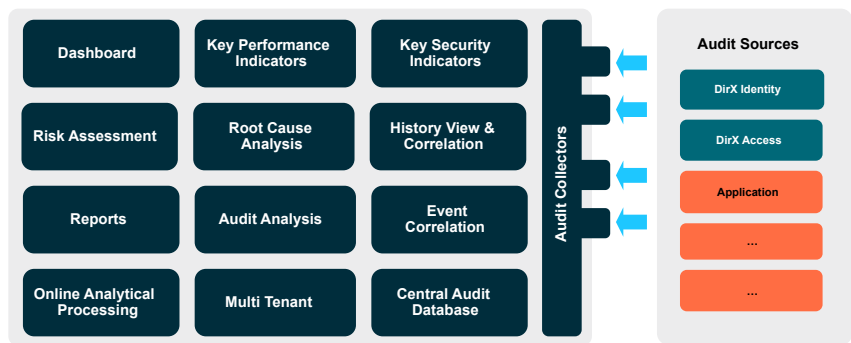 Dashboard
Key Performance
Indicators
Key Security
Indicators
Risk Assessment
Root Cause
Analysis
History View &
Correlation
Reports
Audit Analysis
Event
Correlation
Online Analytical
Processing
Multi Tenant
Central Audit
Database
Audit Collectors
Audit Sources
DirX Identity
DirX Access
Application
...
...